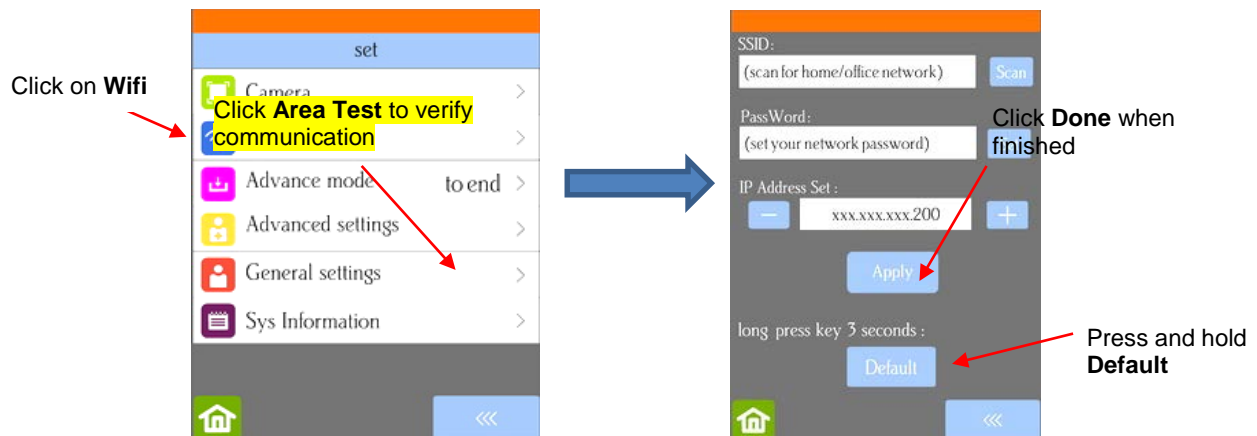 set
Click on Wifi
Camera
Click Area Test to verify
communication
Advance mode to end
Advanced settings
General settings
Sys Information
SSID:
(scan for home/office network)
Scan
PassWord:
(set your network password)
Click Done when
finished
IP Address Set :
xxx.xxx.xxx.200
Apply
long press key 3 seconds :
Default
Press and hold
Default